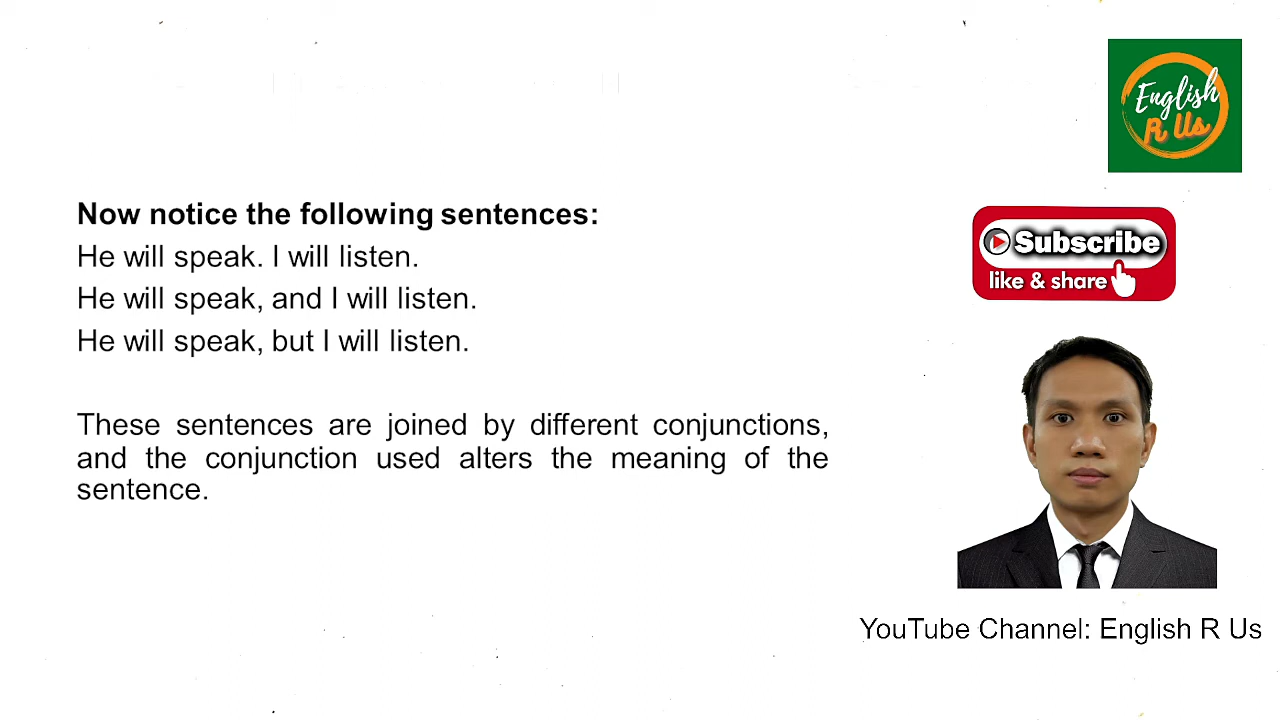 English
R Us
Now notice the following sentences:
He will speak. I will listen.
He will speak, and I will listen.
He will speak, but I will listen.
Subscribe
like & share
These sentences are joined by different conjunctions,
and the conjunction used alters the meaning of the
sentence.
YouTube Channel: English R Us